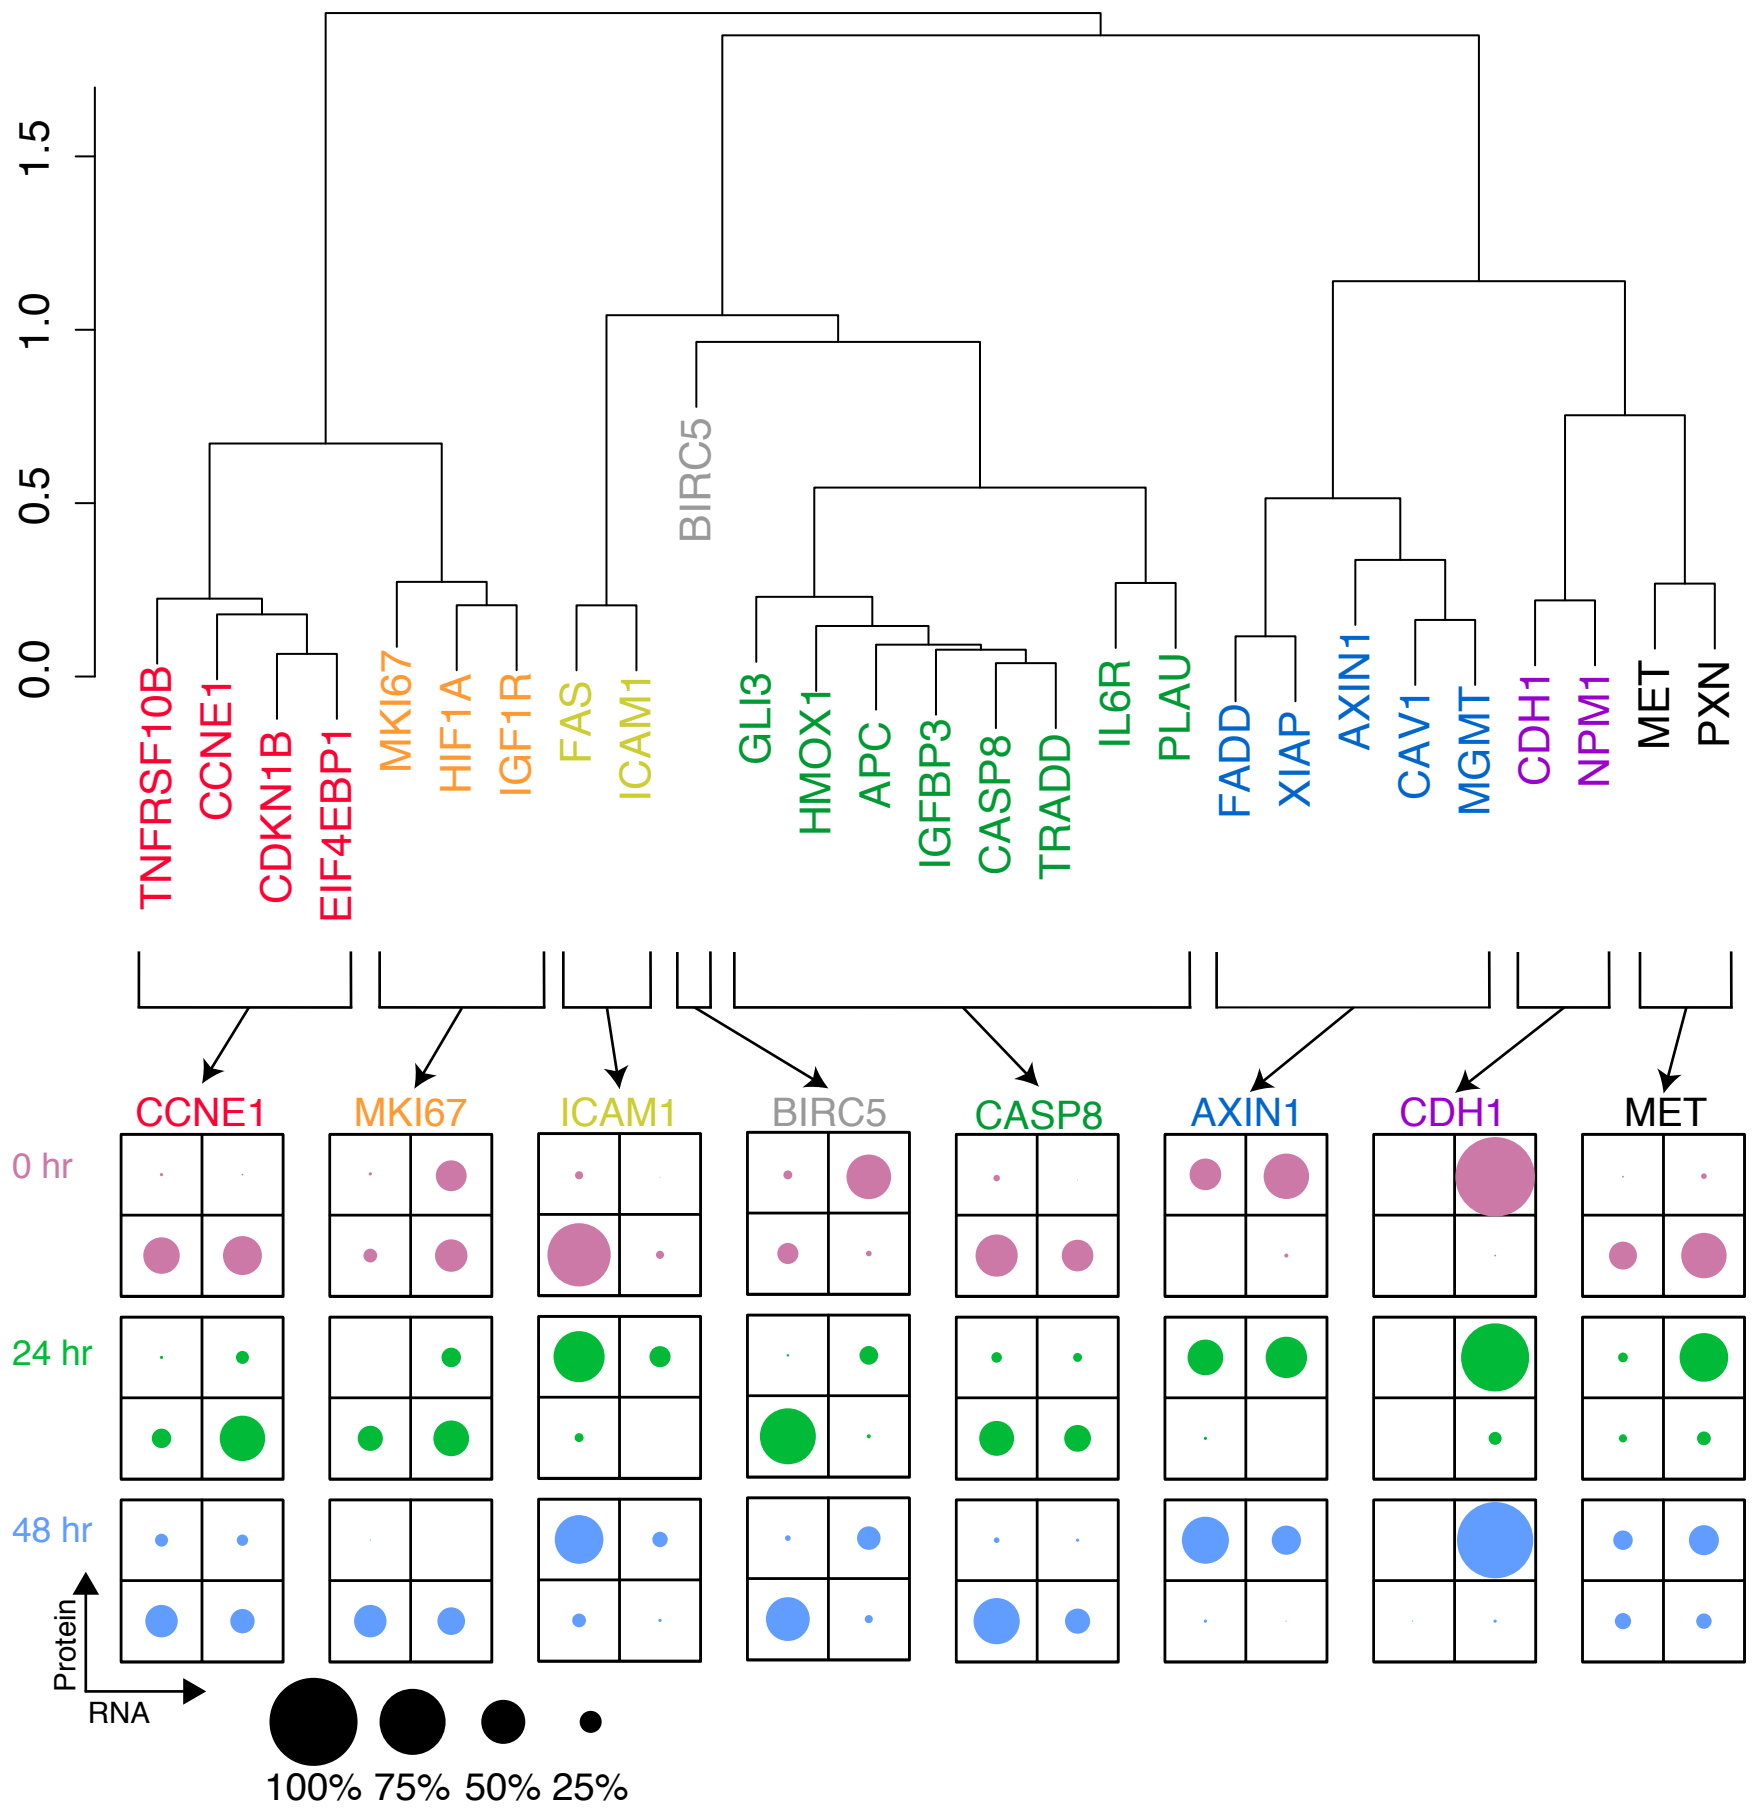 1.5
1.0
0.5
0.0
TNFRSF10B
CCNE1
CDKN1B
EIF4EBP1
MKI67
HIF1A
IGF1R
FAS
ICAM1
BIRC5
GLI3
HMOX1
APC
IGFBP3
CASP8
TRADD
IL6R
PLAU
FADD
XIAP
AXIN1
CAV1
MGMT
CDH1
NPM1
MET
PXN
CCNE1 MKI67 ICAM1 BIRC5 CASP8 AXIN1 CDH1 MET
0 hr
24 hr
48 hr
Protein
RNA
100% 75% 50% 25%